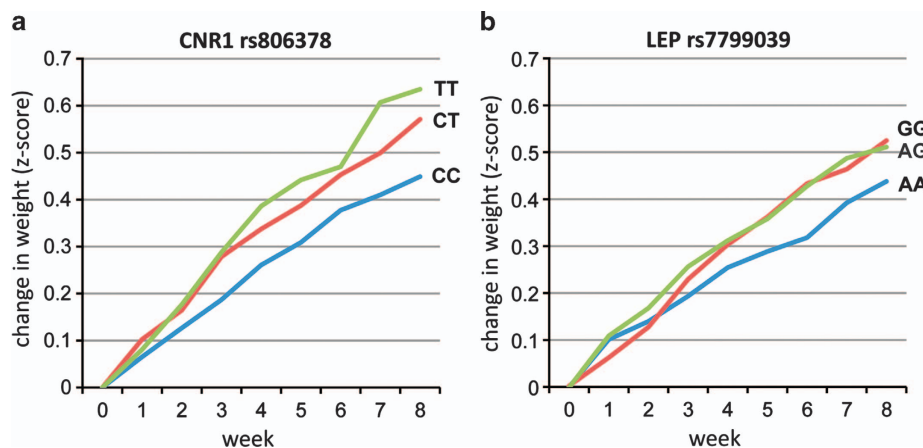 a
CNR1 rs806378
change in weight (z-score)
0.7
0.6
0.5
0.4
0.3
0.2
0.1
0
TT
CT
CC
0 1 2 3 4 5 6 7 8
week
b
LEP rs7799039
change in weight (z-score)
0.7
0.6
0.5
0.4
0.3
0.2
0.1
0
GG
AG
AA
0 1 2 3 4 5 6 7 8
week